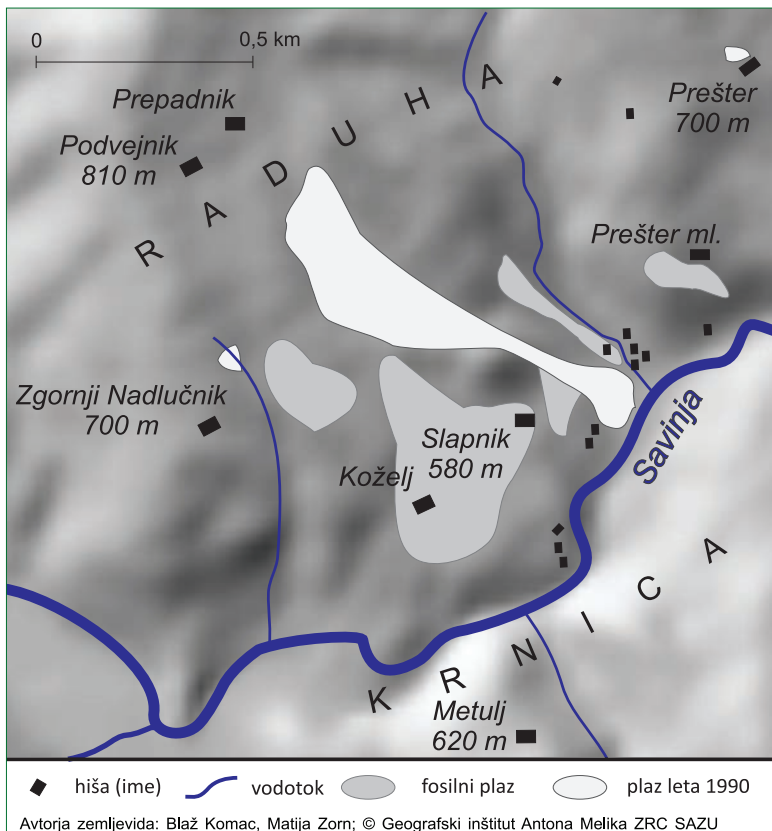 0 0,5 km
Prepadnik
Podvejnik
810 m
RADUHA
Prešter
700 m
Prešter ml.
Zgornji Nadlučnik
700 m
Slapnik
580 m
Koželj
Savinja
KRNICA
Metulj
620 m
hiša (ime) vodotok fosilni plaz plaz leta 1990
Avtorja zemljevida: Blaž Komac, Matija Zorn; © Geografski inštitut Antona Melika ZRC SAZU